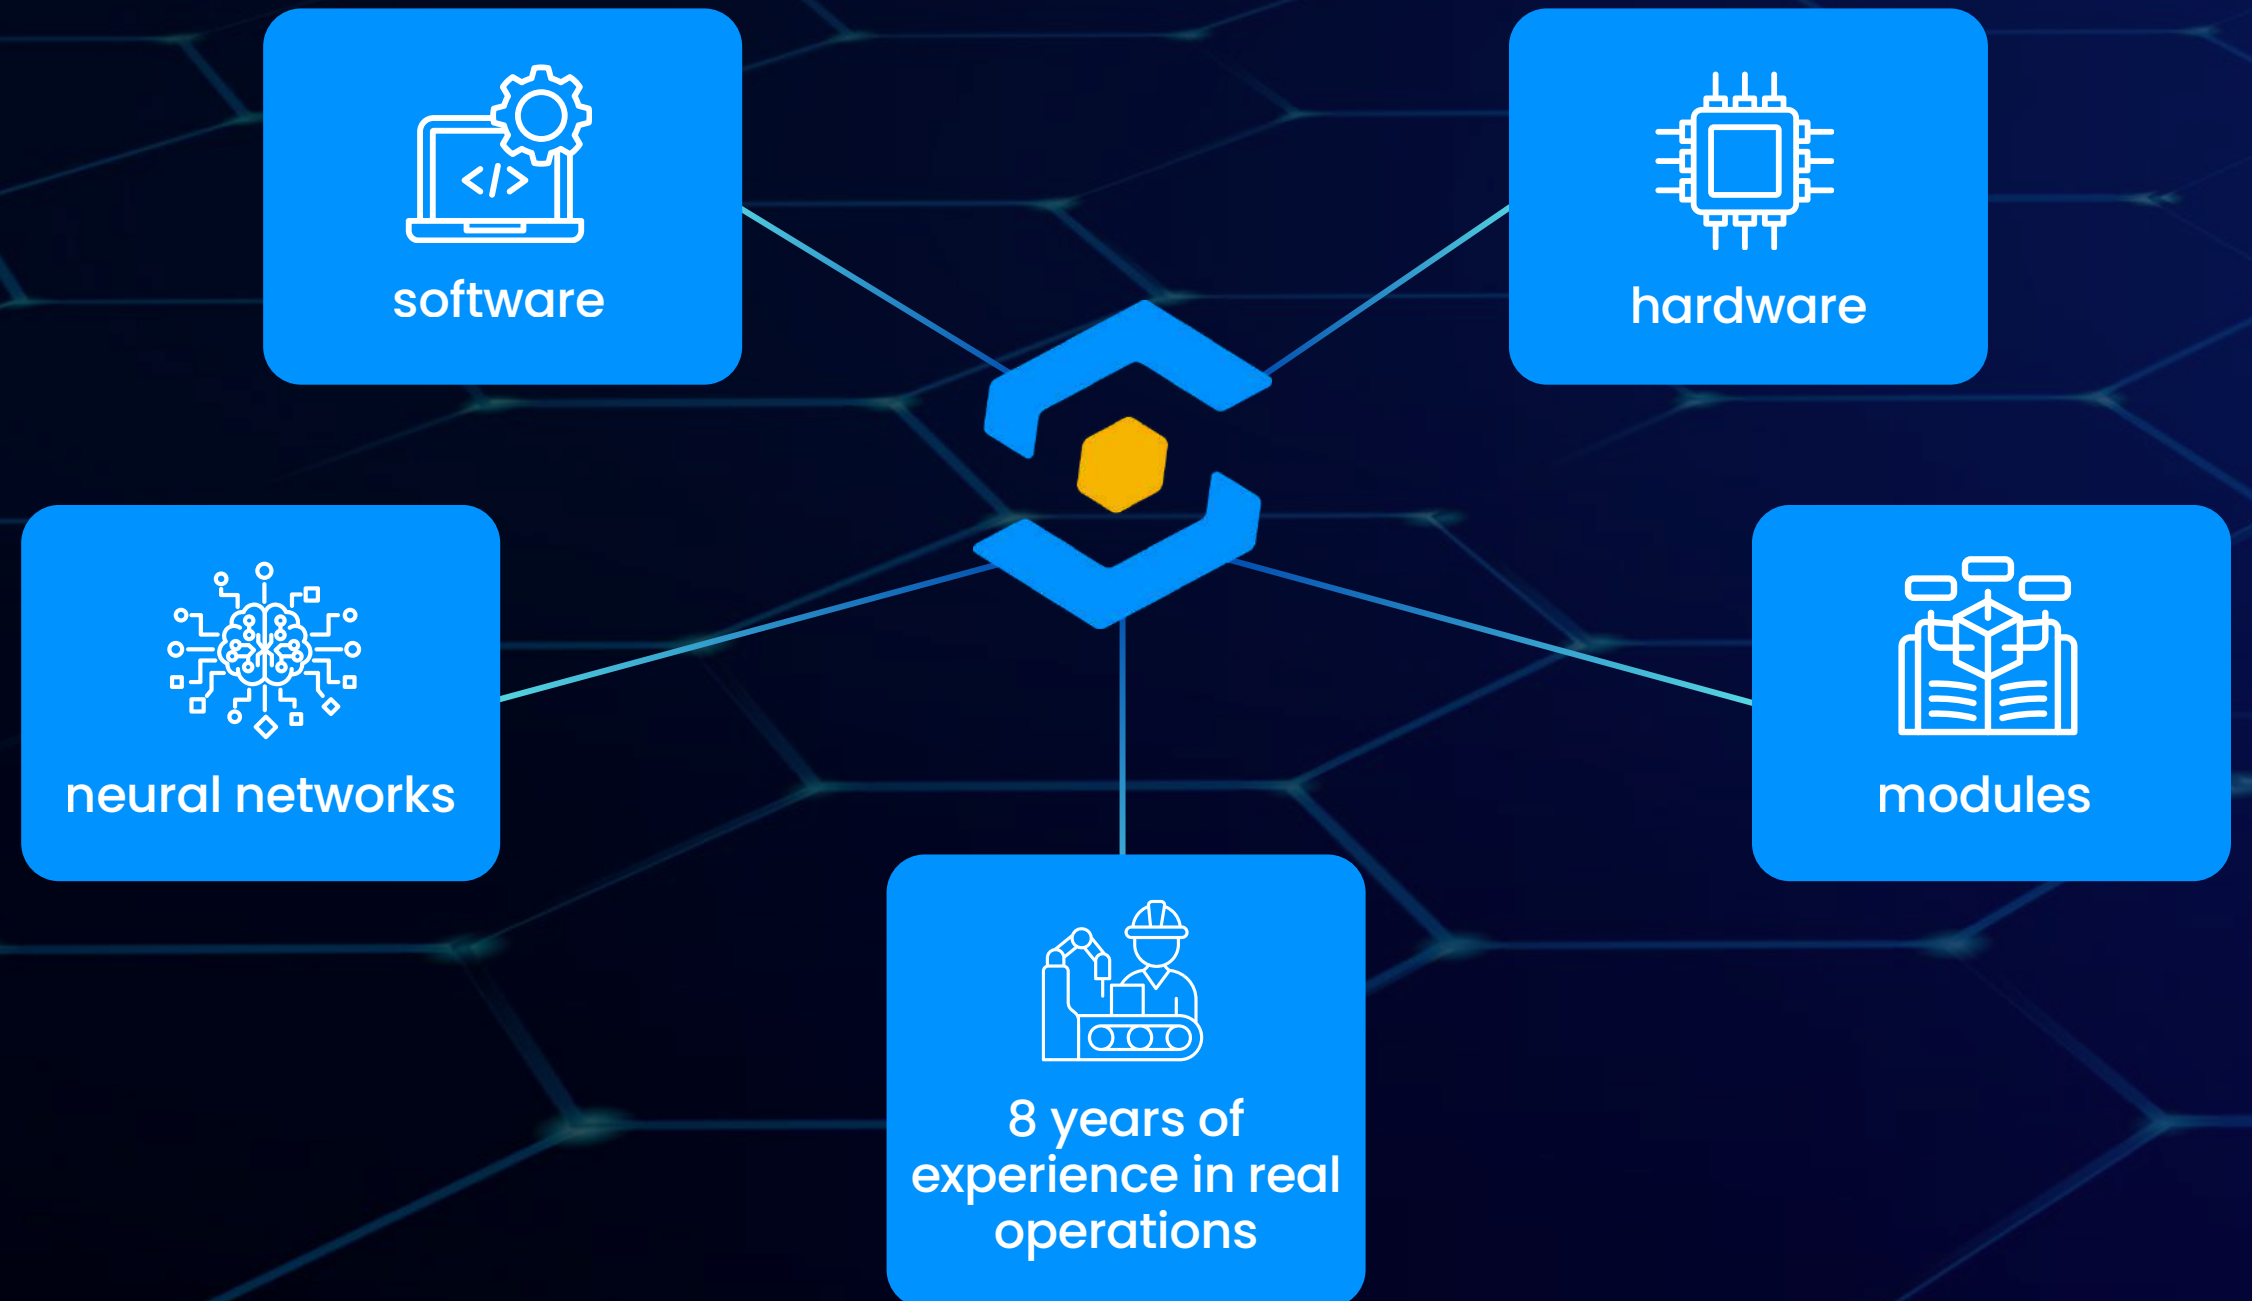 software
hardware
</>
neural networks
modules
8 years of
experience in real
operations